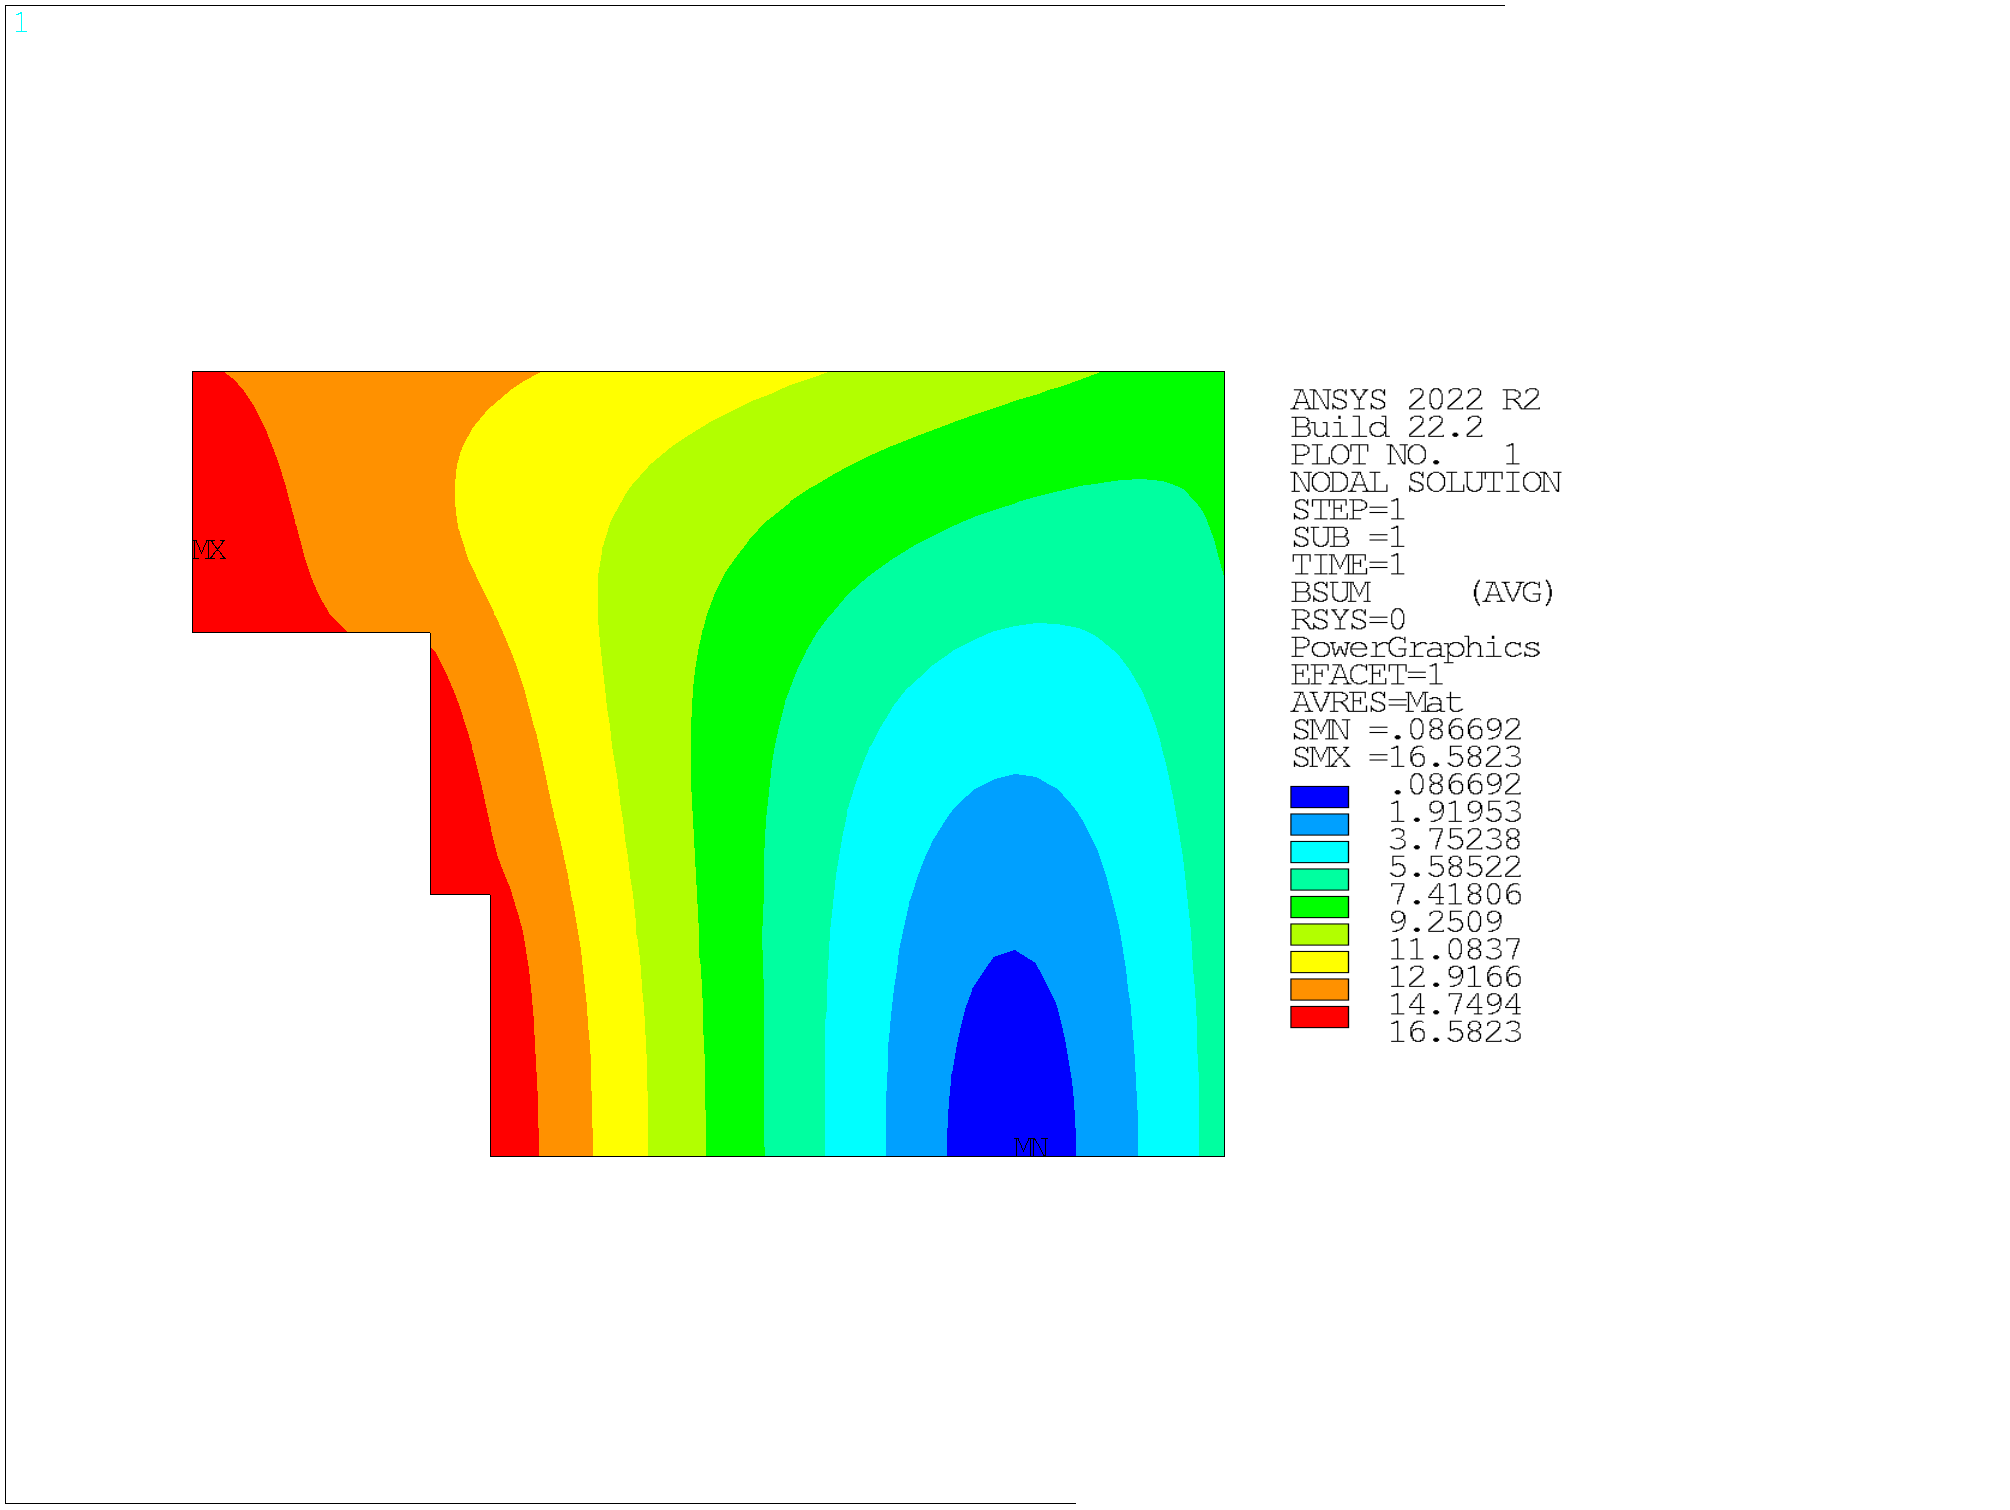 1
ANSYS 2022 R2
Build 22.2
PLOT NO. 1
NODAL SOLUTION
STEP=1
SUB =1
TIME=1
BSUM (AVG)
RSYS=0
PowerGraphics
EFACET=1
AVRES=Mat
SMN =.086692
SMX =16.5823
.086692
1.91953
3.75238
5.58522
7.41806
9.2509
11.0837
12.9166
14.7494
16.5823
MX
MN